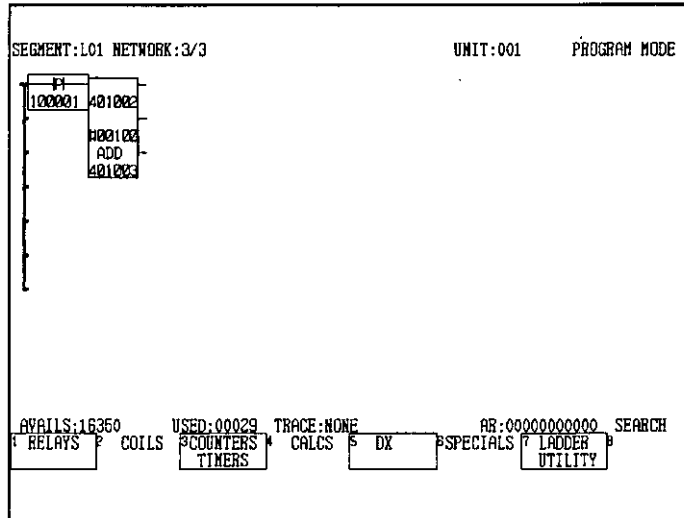 SEGMENT:L01 NETWORK:3/3 UNIT:001 PROGRAM MODE
P
100001 401002
#00100
ADD
401003
AVAILS:16350 USED:00029 TRACE:NONE AR:00000000000 SEARCH
1 RELAYS 2 COILS 3 COUNTERS TIMERS 4 CALCS 5 DX 6 SPECIALS 7 LADDER UTILITY 8